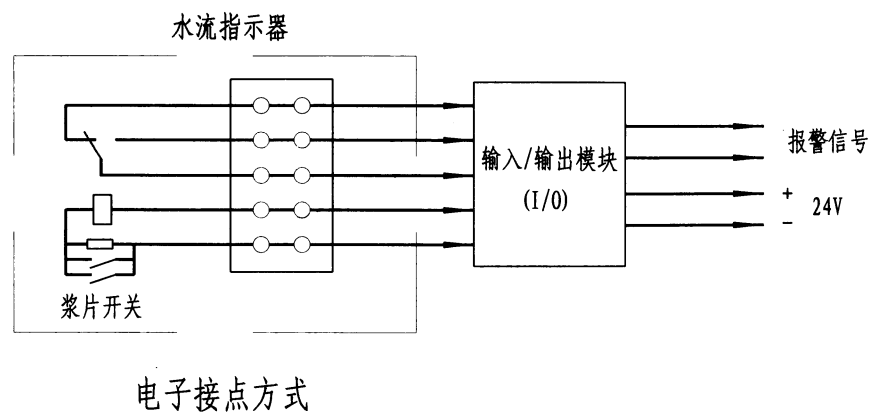 水流指示器
输入/输出模块
(I/O)
报警信号
+
24V
-
浆片开关
电子接点方式